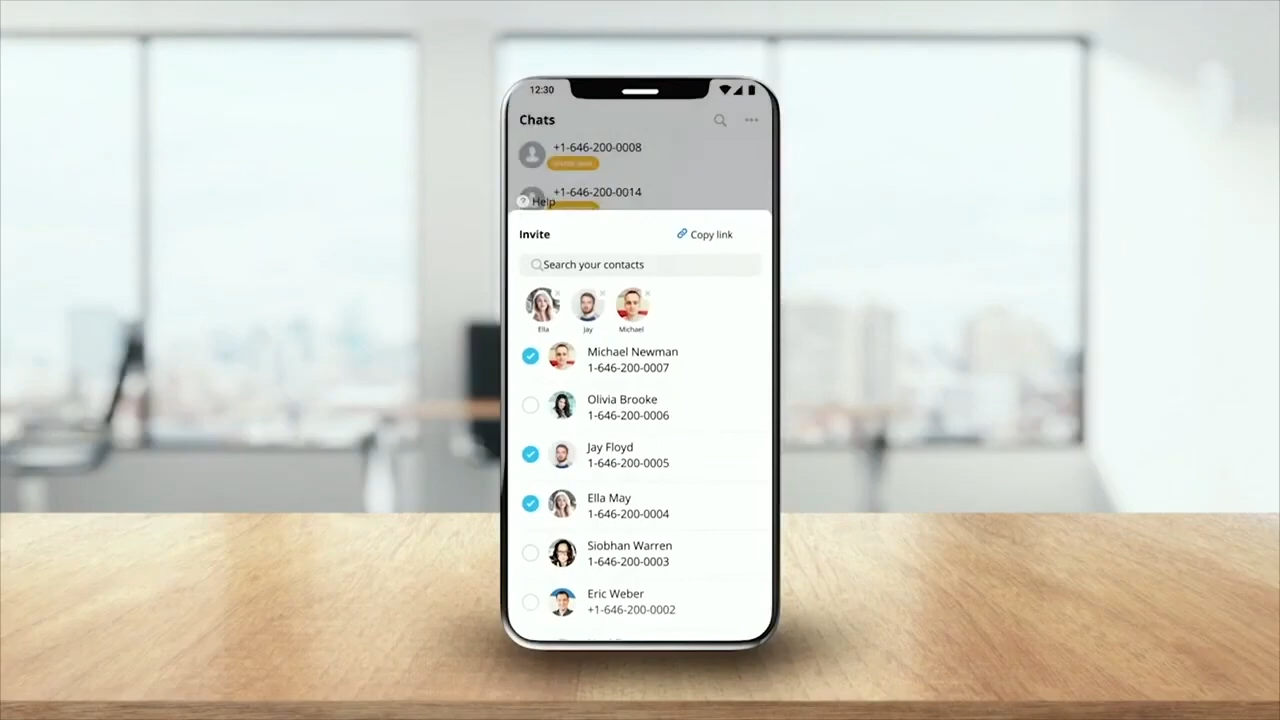 12:30
Chats
+1-646-200-0008
+1-646-200-0014
Help
Invite
Copy link
Search your contacts
Ella
Jay
Michael
Michael Newman
1-646-200-0007
Olivia Brooke
1-646-200-0006
Jay Floyd
1-646-200-0005
Ella May
1-646-200-0004
Siobhan Warren
1-646-200-0003
Eric Weber
+1-646-200-0002